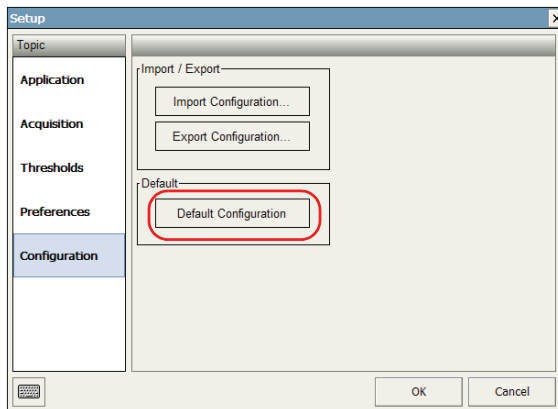 Setup
Topic
Application
Acquisition
Thresholds
Preferences
Configuration
Import / Export
Import Configuration...
Export Configuration...
Default
Default Configuration
OK
Cancel